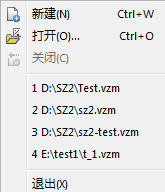 新建(N) Ctrl+W
打开(O)... Ctrl+O
关闭(C)
1 D:\SZ2\Test.vzm
2 D:\SZ2\sz2.vzm
3 D:\SZ2\sz2-test.vzm
4 E:\test1\t_1.vzm
退出(X)